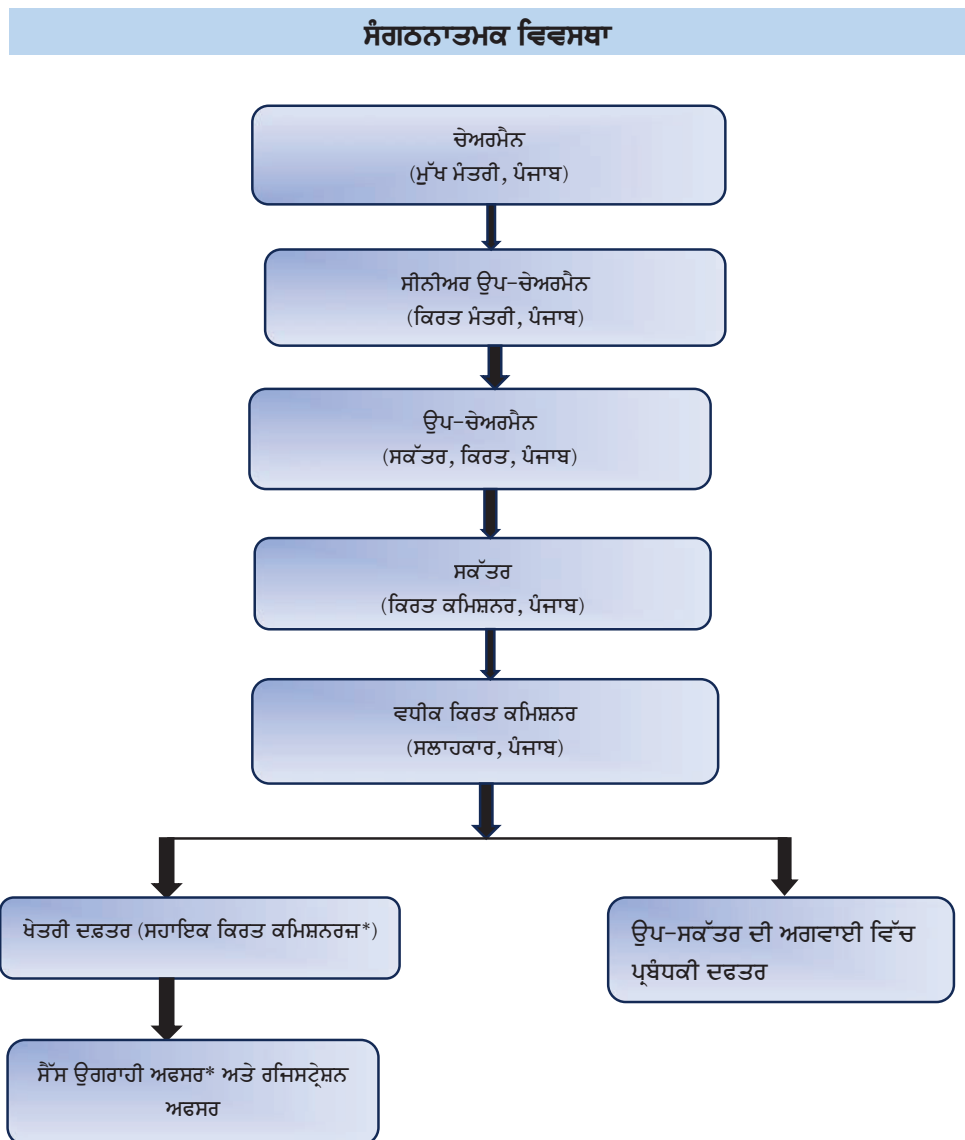 ਸੰਗਠਨਾਤਮਕ ਵਿਵਸਥਾ
ਚੇਅਰਮੈਨ
(ਮੁੱਖ ਮੰਤਰੀ, ਪੰਜਾਬ)
ਸੀਨੀਅਰ ਉਪ-ਚੇਅਰਮੈਨ
(ਕਿਰਤ ਮੰਤਰੀ, ਪੰਜਾਬ)
ਉਪ-ਚੇਅਰਮੈਨ
(ਸਕੱਤਰ, ਕਿਰਤ, ਪੰਜਾਬ)
ਸਕੱਤਰ
(ਕਿਰਤ ਕਮਿਸ਼ਨਰ, ਪੰਜਾਬ)
ਵਧੀਕ ਕਿਰਤ ਕਮਿਸ਼ਨਰ
(ਸਲਾਹਕਾਰ, ਪੰਜਾਬ)
ਖੇਤਰੀ ਦਫ਼ਤਰ (ਸਹਾਇਕ ਕਿਰਤ ਕਮਿਸ਼ਨਰਜ਼*)
ਉਪ-ਸਕੱਤਰ ਦੀ ਅਗਵਾਈ ਵਿੱਚ
ਪ੍ਰਬੰਧਕੀ ਦਫਤਰ
ਸੈੱਸ ਉਗਰਾਹੀ ਅਫਸਰ* ਅਤੇ ਰਜਿਸਟ੍ਰੇਸ਼ਨ
ਅਫਸਰ